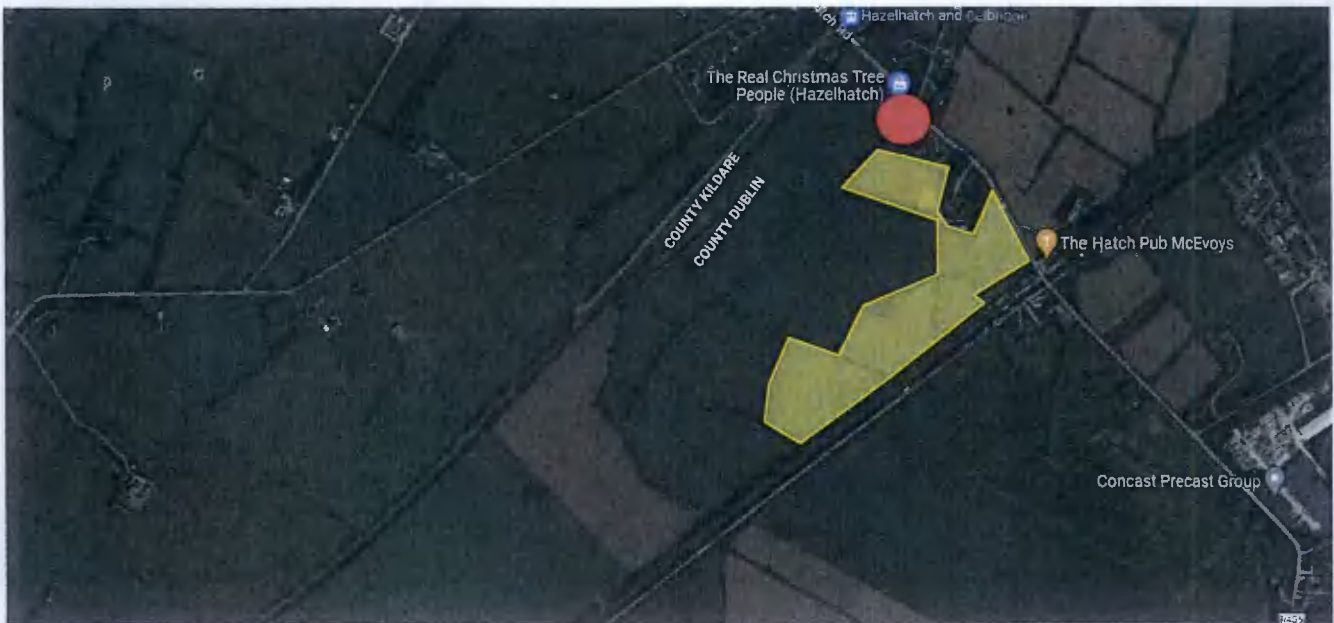 Hazelhatch and Celbridge
The Real Christmas Tree
People (Hazelhatch)
COUNTY KILDARE
COUNTY DUBLIN
The Hatch Pub McEvoys
Concast Precast Group